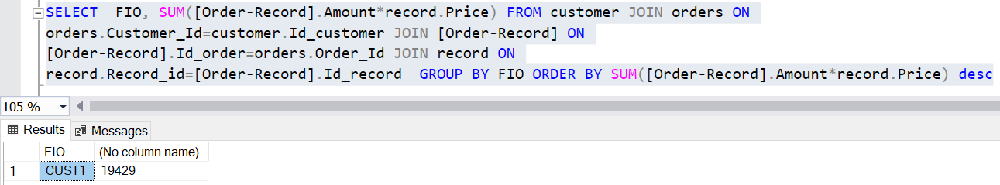 SELECT  FIO, SUM([Order-Record].Amount*record.Price) FROM customer JOIN orders ON
orders.Customer_Id=customer.Id_customer JOIN [Order-Record] ON
[Order-Record].Id_order=orders.Order_Id JOIN record ON
record.Record_id=[Order-Record].Id_record  GROUP BY FIO ORDER BY SUM([Order-Record].Amount*record.Price) desc
105 %
Results Messages
FIO (No column name)
1 CUST1 19429